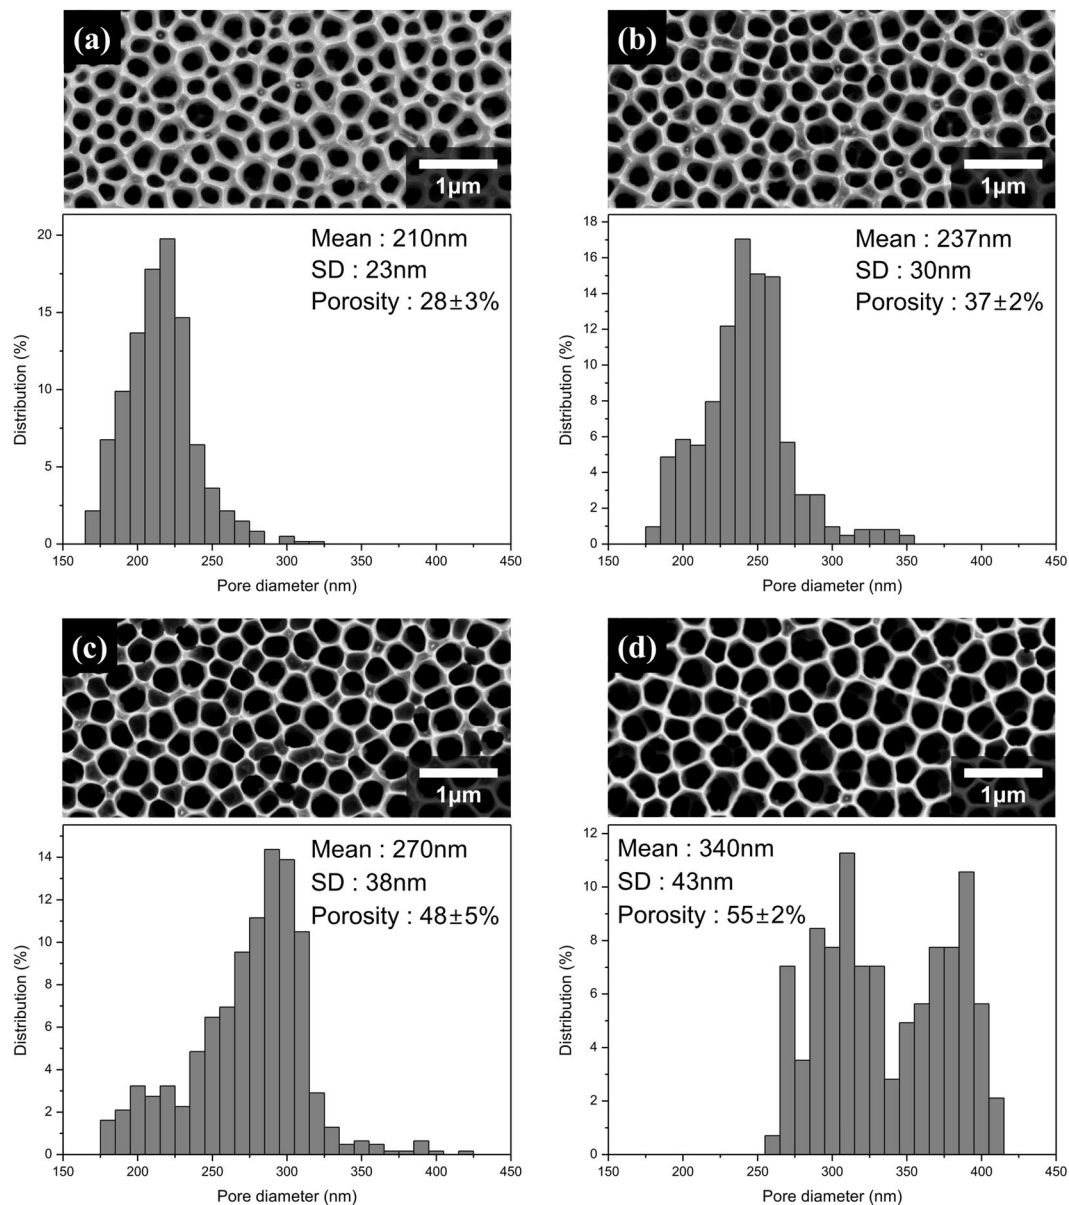 (a)
1μm
Mean : 210nm
SD : 23nm
Porosity : 28±3%
Distribution (%)
20
15
10
5
0
150 200 250 300 350 400 450
Pore diameter (nm)
(b)
1μm
Mean : 237nm
SD : 30nm
Porosity : 37±2%
Distribution (%)
18
16
14
12
10
8
6
4
2
0
150 200 250 300 350 400 450
Pore diameter (nm)
(c)
1μm
Mean : 270nm
SD : 38nm
Porosity : 48±5%
Distribution (%)
14
12
10
8
6
4
2
0
150 200 250 300 350 400 450
Pore diameter (nm)
(d)
1μm
Mean : 340nm
SD : 43nm
Porosity : 55±2%
Distribution (%)
12
10
8
6
4
2
0
150 200 250 300 350 400 450
Pore diameter (nm)